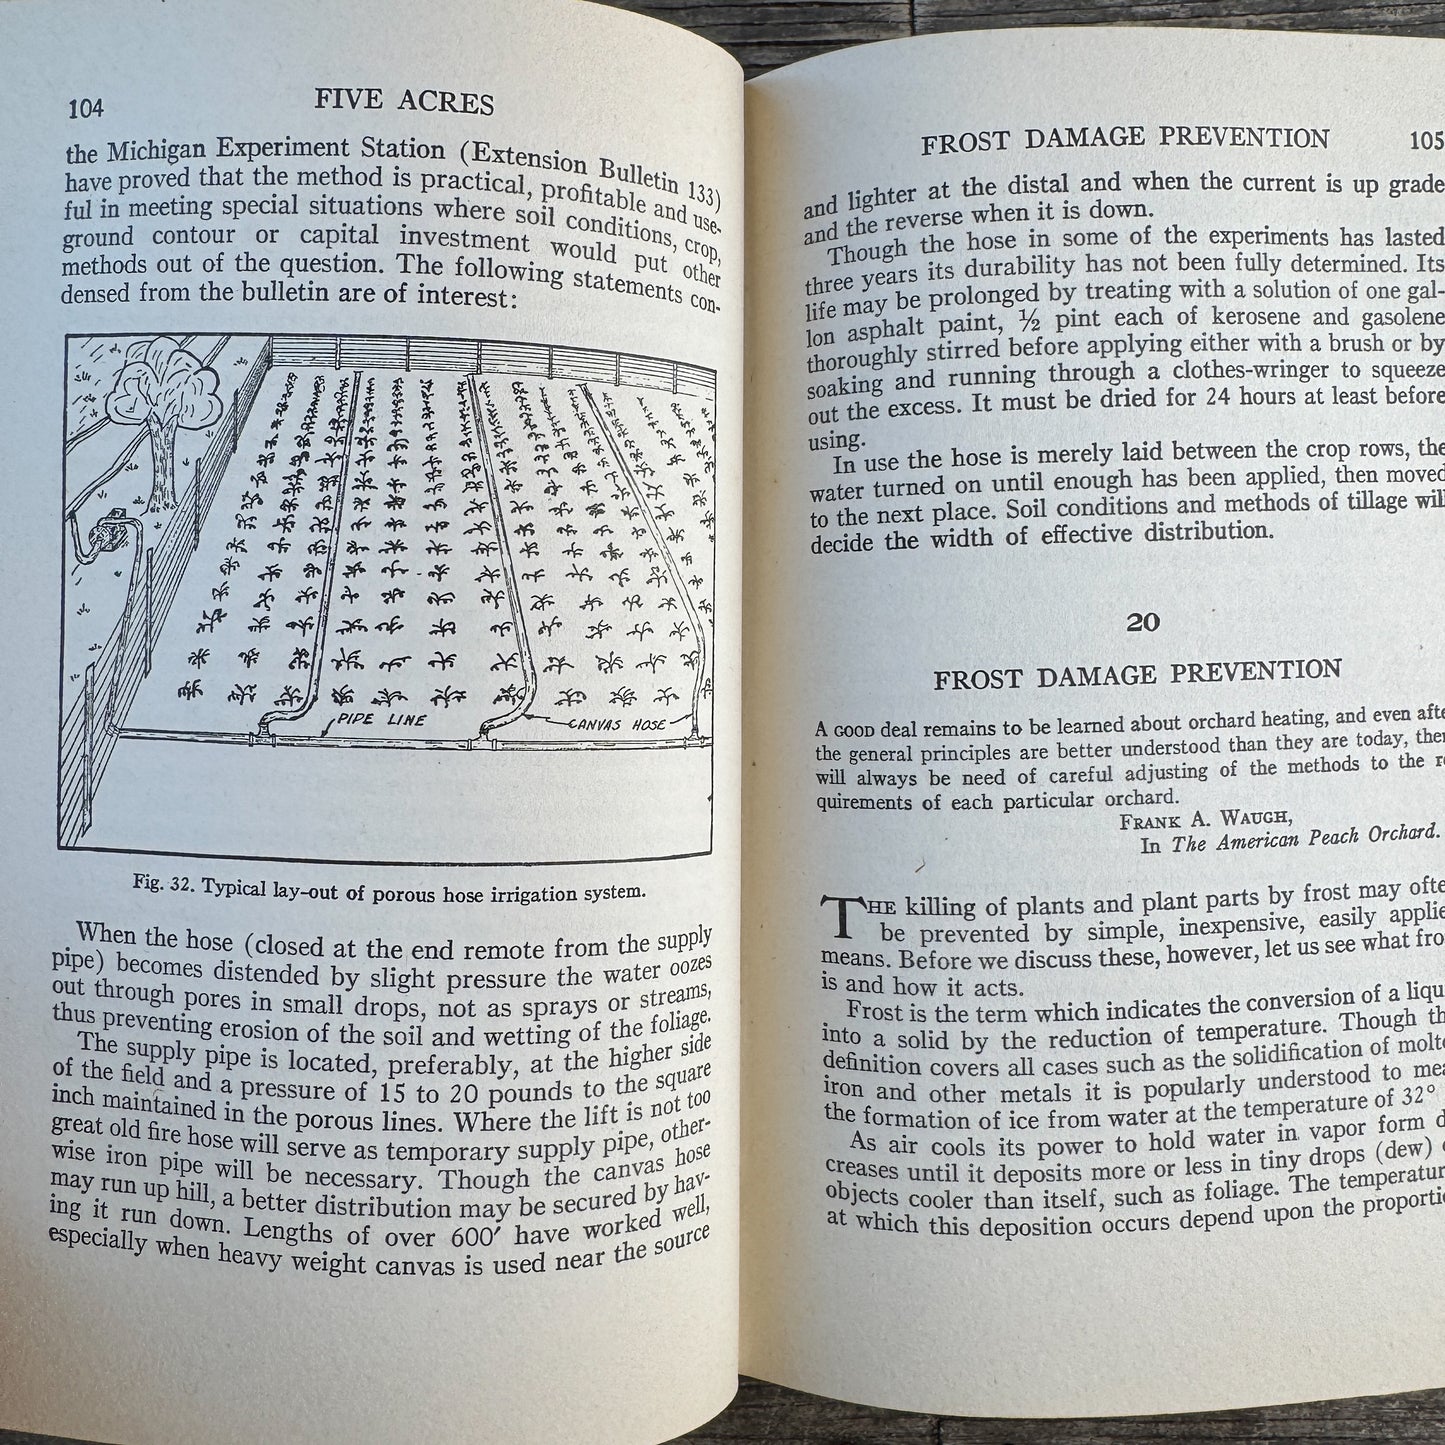 104
FIVE ACRES
the Michigan Experiment Station (Extension Bulletin 133)
have proved that the method is practical, profitable and use-
ful in meeting special situations where soil conditions, crop,
ground contour or capital investment would put other
methods out of the question. The following statements con-
densed from the bulletin are of interest:
PIPE LINE
CANVAS HOSE
Fig. 32. Typical lay-out of porous hose irrigation system.
When the hose (closed at the end remote from the supply
pipe) becomes distended by slight pressure the water oozes
out through pores in small drops, not as sprays or streams,
thus preventing erosion of the soil and wetting of the foliage.
The supply pipe is located, preferably, at the higher side
of the field and a pressure of 15 to 20 pounds to the square
inch maintained in the porous lines. Where the lift is not too
great old fire hose will serve as temporary supply pipe, other-
wise iron pipe will be necessary. Though the canvas hose
may run up hill, a better distribution may be secured by hav-
ing it run down. Lengths of over 600′ have worked well,
especially when heavy weight canvas is used near the source
FROST DAMAGE PREVENTION
105
and lighter at the distal and when the current is up grade
and the reverse when it is down.
Though the hose in some of the experiments has lasted
three years its durability has not been fully determined. Its
life may be prolonged by treating with a solution of one gal-
lon asphalt paint, ½ pint each of kerosene and gasolene
thoroughly stirred before applying either with a brush or by
soaking and running through a clothes-wringer to squeeze
out the excess. It must be dried for 24 hours at least before
using.
In use the hose is merely laid between the crop rows, the
water turned on until enough has been applied, then moved
to the next place. Soil conditions and methods of tillage will
decide the width of effective distribution.
20
FROST DAMAGE PREVENTION
A GOOD deal remains to be learned about orchard heating, and even afte
the general principles are better understood than they are today, ther
will always be need of careful adjusting of the methods to the r
quirements of each particular orchard.
FRANK A. WAUGH,
In The American Peach Orchard.
THE killing of plants and plant parts by frost may ofte
be prevented by simple, inexpensive, easily applie
means. Before we discuss these, however, let us see what fro
is and how it acts.
Frost is the term which indicates the conversion of a liqu
into a solid by the reduction of temperature. Though th
definition covers all cases such as the solidification of molte
iron and other metals it is popularly understood to mea
the formation of ice from water at the temperature of 32°
As air cools its power to hold water in vapor form d
creases until it deposits more or less in tiny drops (dew) o
objects cooler than itself, such as foliage. The temperatur
at which this deposition occurs depend upon the proportio